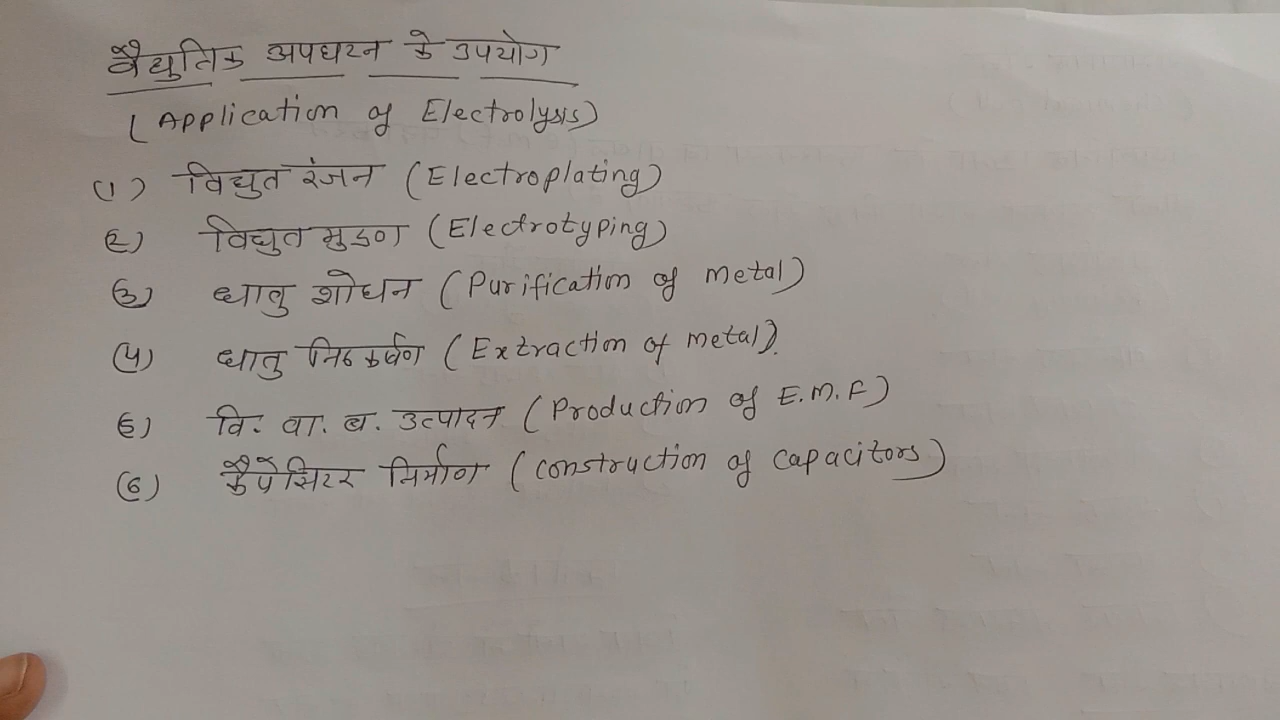 वैद्युतिक अपघटन के उपयोग
(Application of Electrolysis)
(1) विद्युत रंजन (Electroplating)
(2) विद्युत मुद्रण (Electrotyping)
(3) धातु शोधन (Purification of metal)
(4) धातु निष्कर्षण (Extraction of metal).
(5) वि. वा. ब. उत्पादन (Production of E.M.F)
(6) कैपेसिटर निर्माण (Construction of Capacitors)